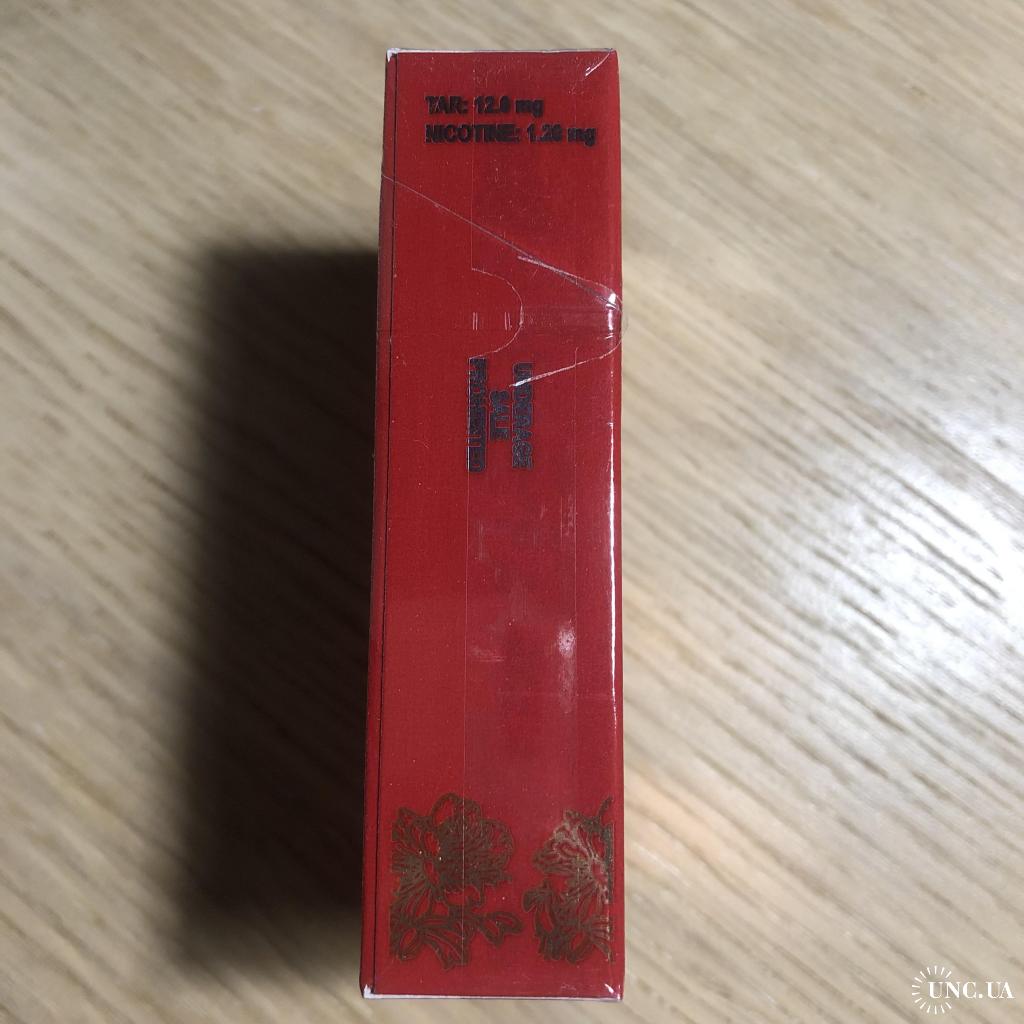 TAR: 12.0 mg
NICOTINE: 1.20 mg
UNDERAGE
SALE
PROHIBITED
UNC.UA